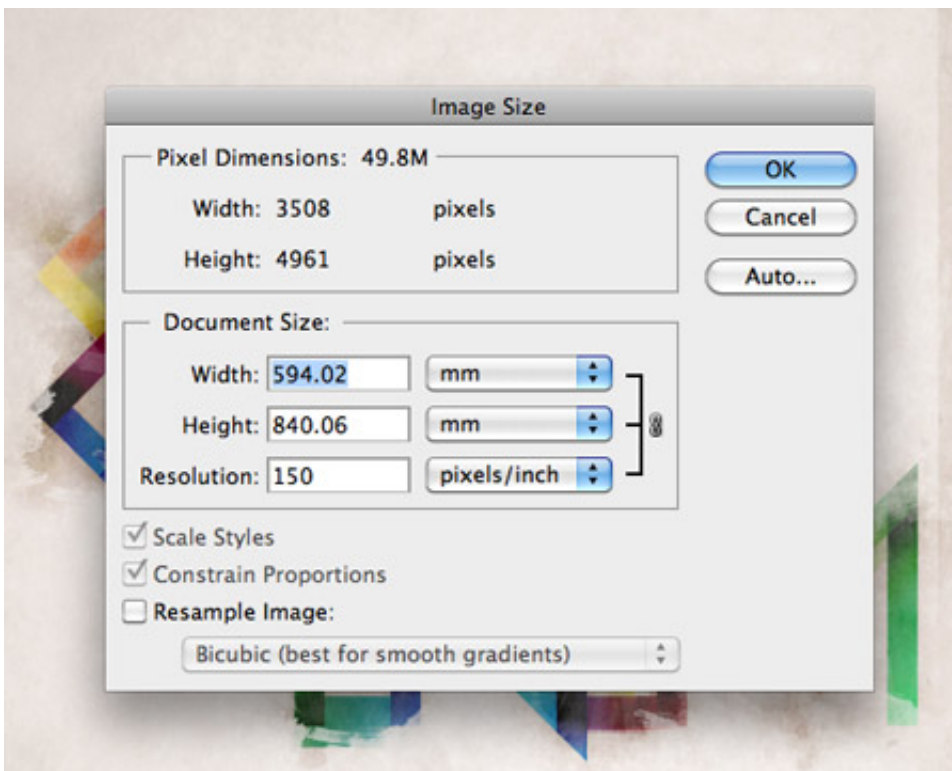 Image Size
Pixel Dimensions: 49.8M
Width: 3508 pixels
Height: 4961 pixels
OK
Cancel
Auto...
Document Size:
Width: 594.02 mm
Height: 840.06 mm
Resolution: 150 pixels/inch
Scale Styles
Constrain Proportions
Resample Image:
Bicubic (best for smooth gradients)